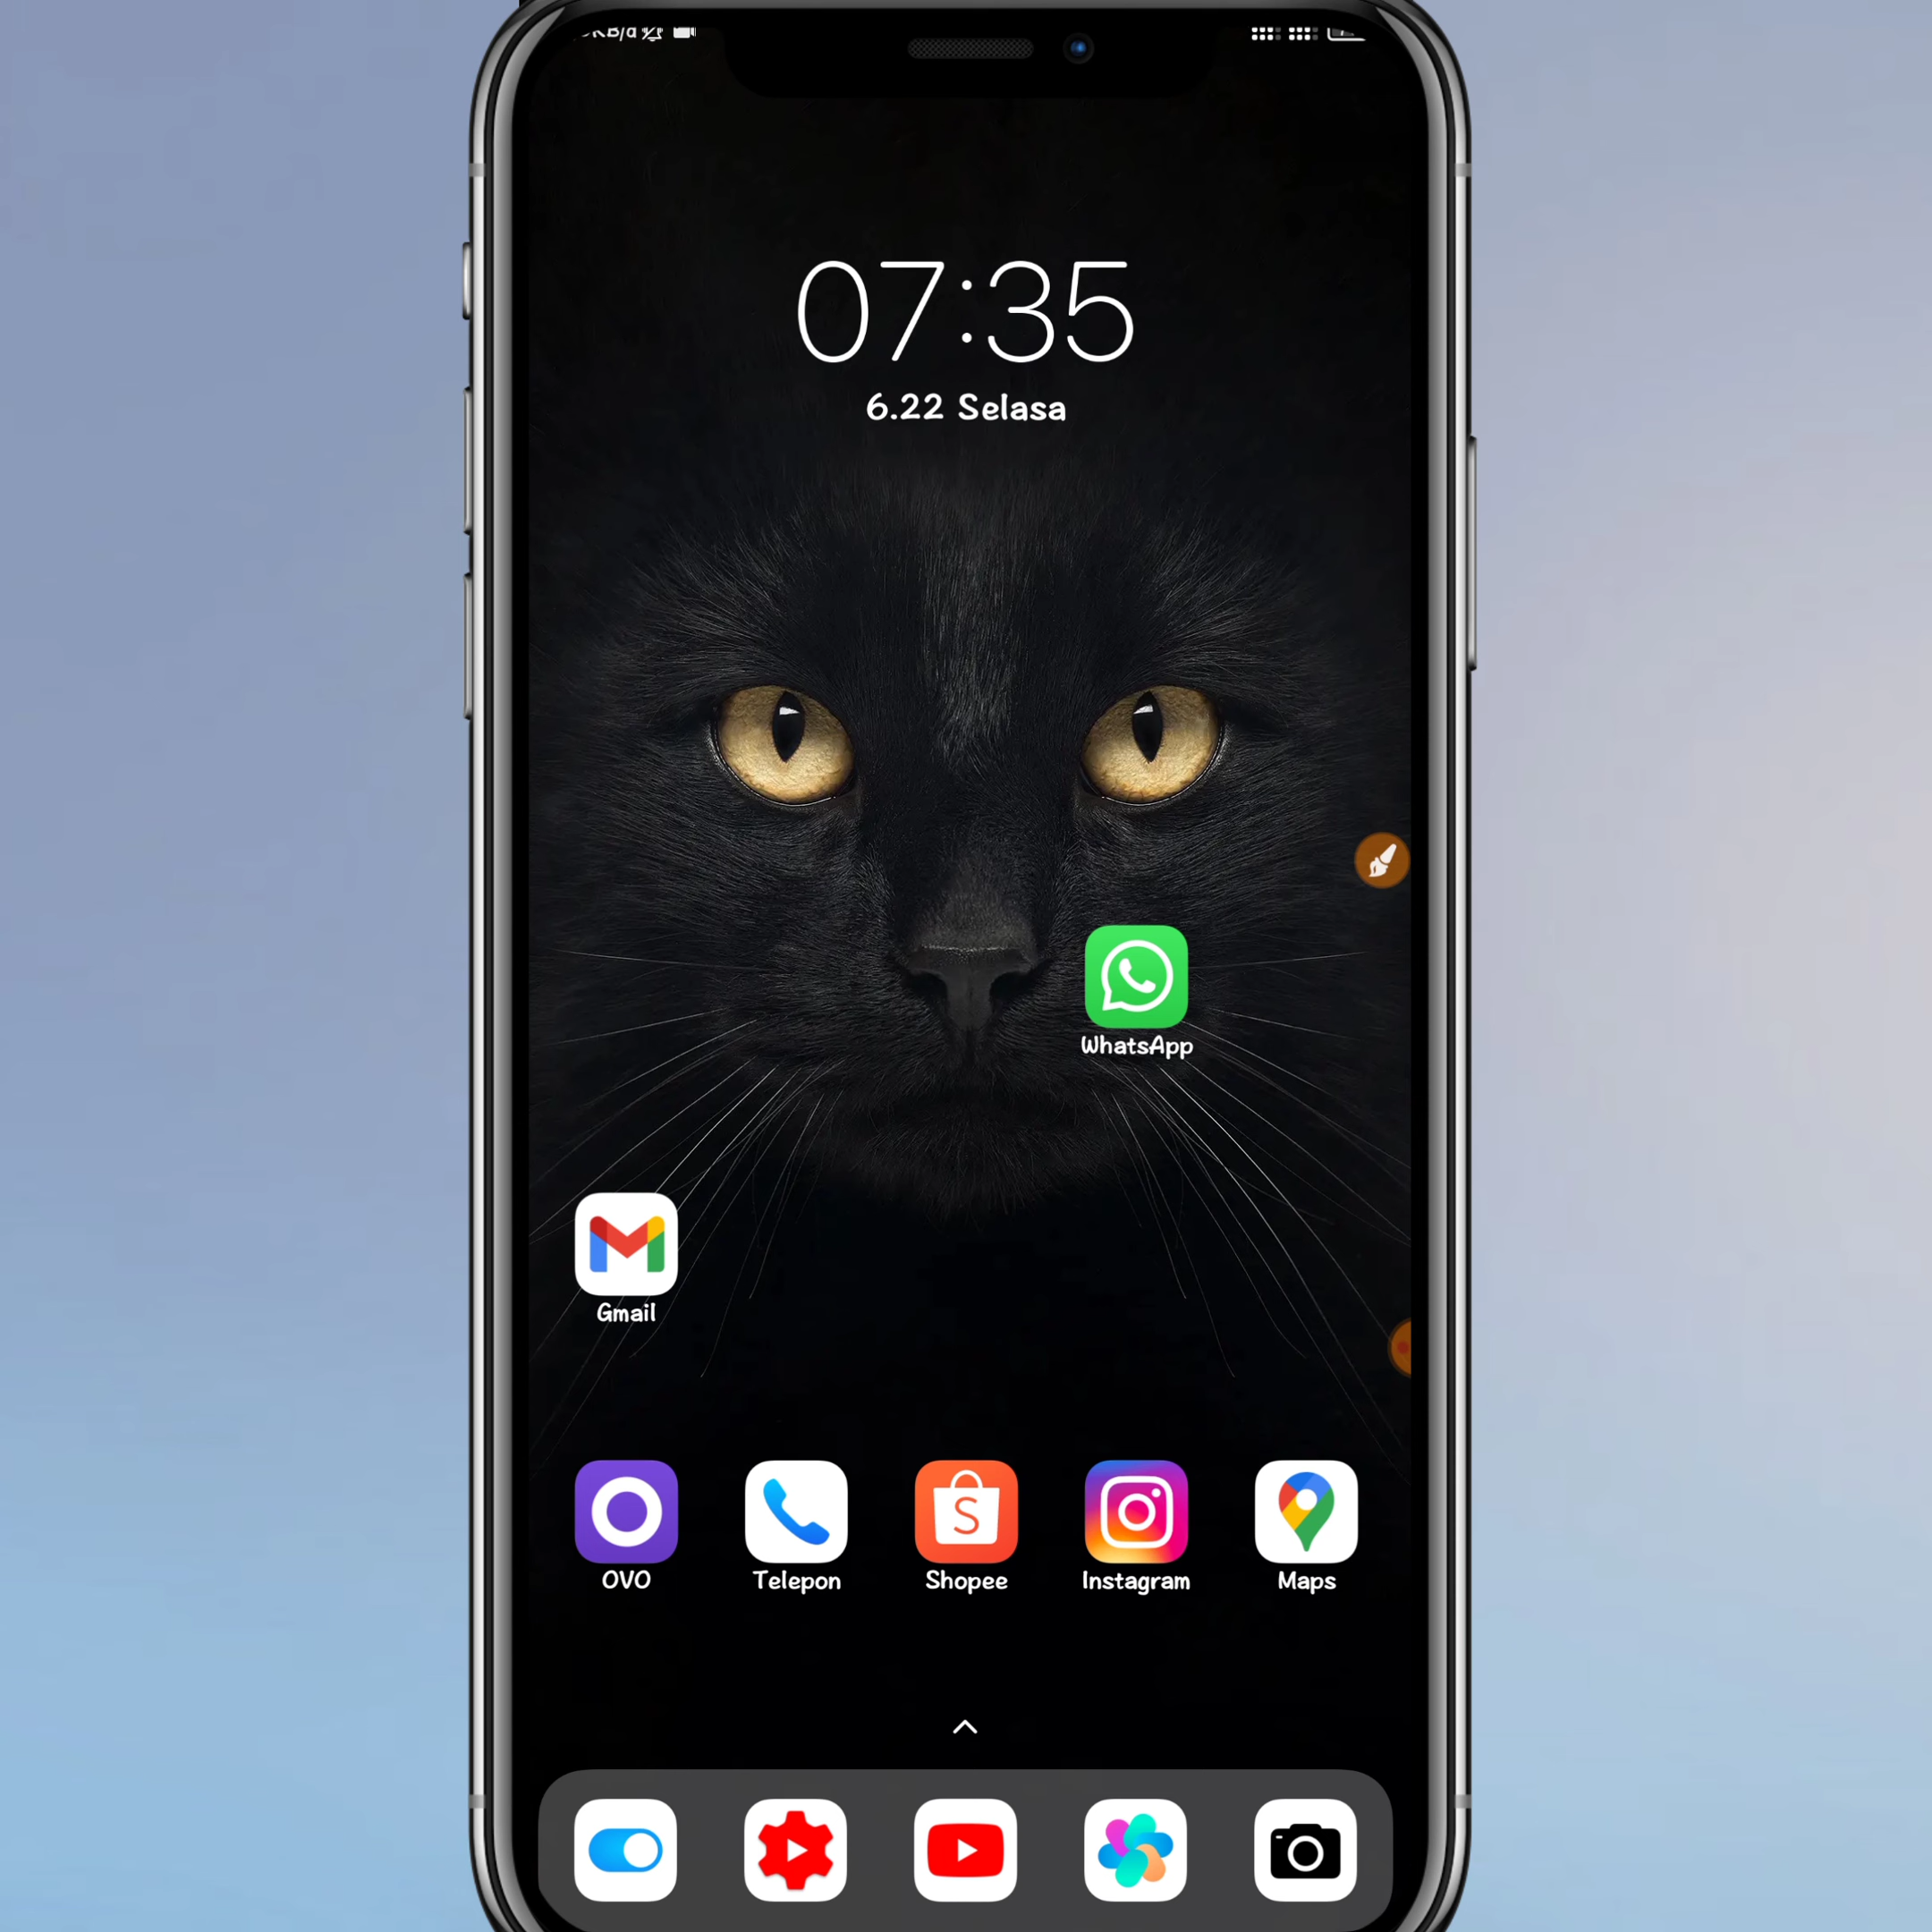 07:35
6.22 Selasa
WhatsApp
Gmail
OVO
Telepon
Shopee
Instagram
Maps